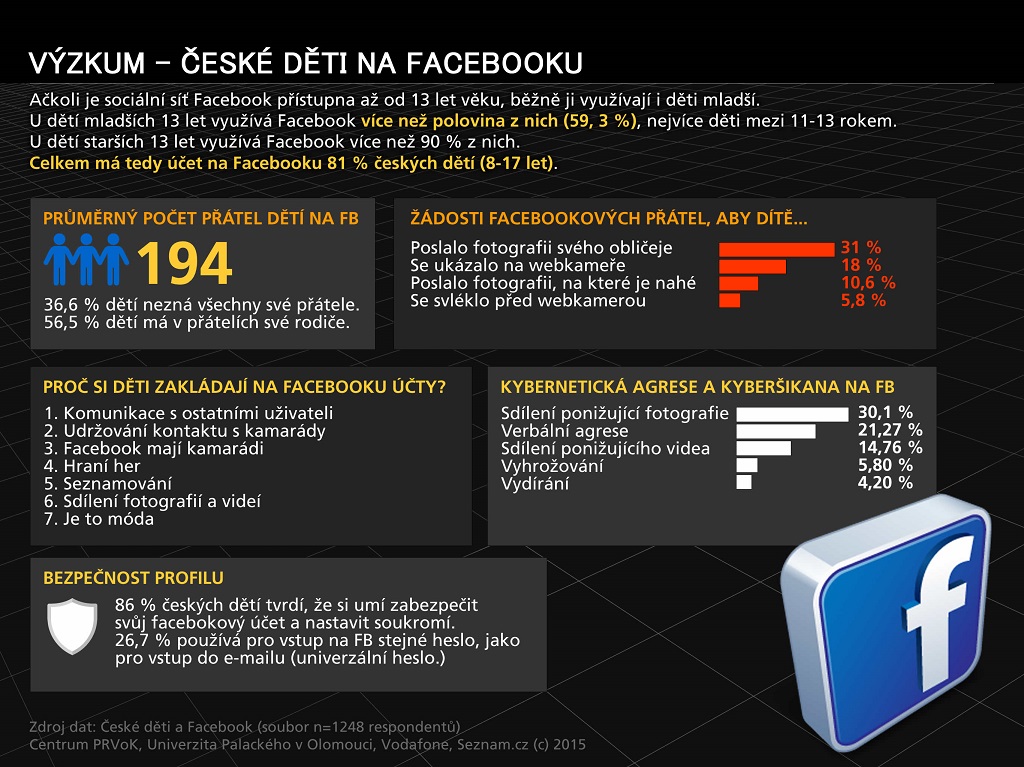 VÝZKUM – ČESKÉ DĚTI NA FACEBOOKU
Ačkoli je sociální síť Facebook přístupna až od 13 let věku, běžně ji využívají i děti mladší.
U dětí mladších 13 let využívá Facebook více než polovina z nich (59, 3 %), nejvíce děti mezi 11-13 rokem.
U dětí starších 13 let využívá Facebook více než 90 % z nich.
Celkem má tedy účet na Facebooku 81 % českých dětí (8-17 let).
PRŮMĚRNÝ POČET PŘÁTEL DĚTÍ NA FB
194
36,6 % dětí nezná všechny své přátele.
56,5 % dětí má v přátelích své rodiče.
ŽÁDOSTI FACEBOOKOVÝCH PŘÁTEL, ABY DÍTĚ...
Poslalo fotografii svého obličeje 31 %
Se ukázalo na webkameře 18 %
Poslalo fotografii, na které je nahé 10,6 %
Se svléklo před webkamerou 5,8 %
PROČ SI DĚTI ZAKLÁDAJÍ NA FACEBOOKU ÚČTY?
1. Komunikace s ostatními uživateli
2. Udržování kontaktu s kamarády
3. Facebook mají kamarádi
4. Hraní her
5. Seznamování
6. Sdílení fotografií a videí
7. Je to móda
KYBERNETICKÁ AGRESE A KYBERŠIKANA NA FB
Sdílení ponižující fotografie 30,1 %
Verbální agrese 21,27 %
Sdílení ponižujícího videa 14,76 %
Vyhrožování 5,80 %
Vydírání 4,20 %
BEZPEČNOST PROFILU
86 % českých dětí tvrdí, že si umí zabezpečit
svůj facebokový účet a nastavit soukromí.
26,7 % používá pro vstup na FB stejné heslo, jako
pro vstup do e-mailu (univerzální heslo.)
f
Zdroj dat: České děti a Facebook (soubor n=1248 respondentů)
Centrum PRVoK, Univerzita Palackého v Olomouci, Vodafone, Seznam.cz (c) 2015